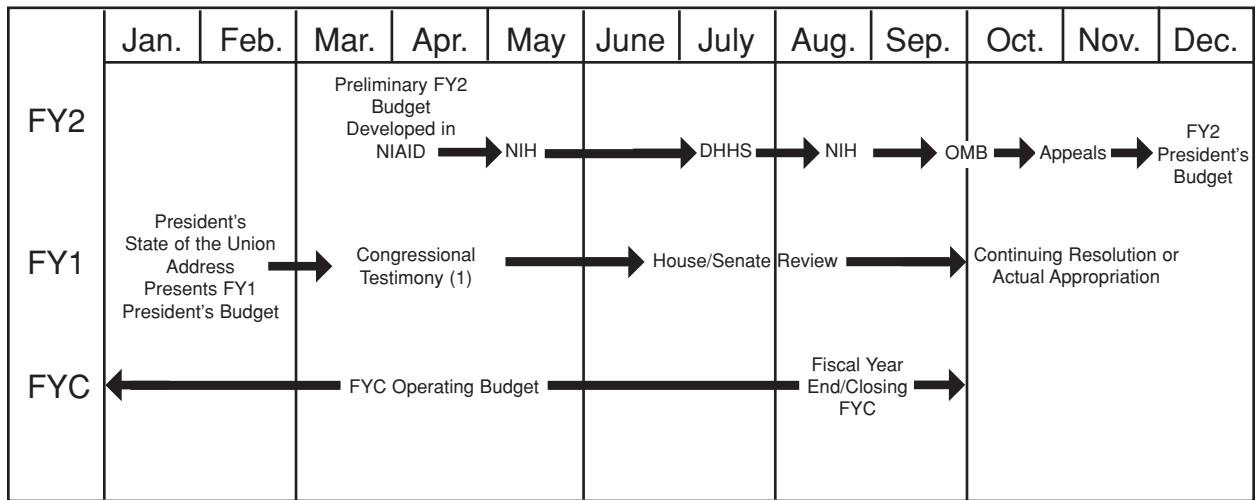 Jan. Feb. Mar. Apr. May June July Aug. Sep. Oct. Nov. Dec.
FY2
Preliminary FY2
Budget
Developed in
NIAID
NIH
DHHS
NIH
OMB
Appeals
FY2
President's
Budget
FY1
President's
State of the Union
Address
Presents FY1
President's Budget
Congressional
Testimony (1)
House/Senate Review
Continuing Resolution or
Actual Appropriation
FYC
FYC Operating Budget
Fiscal Year
End/Closing
FYC